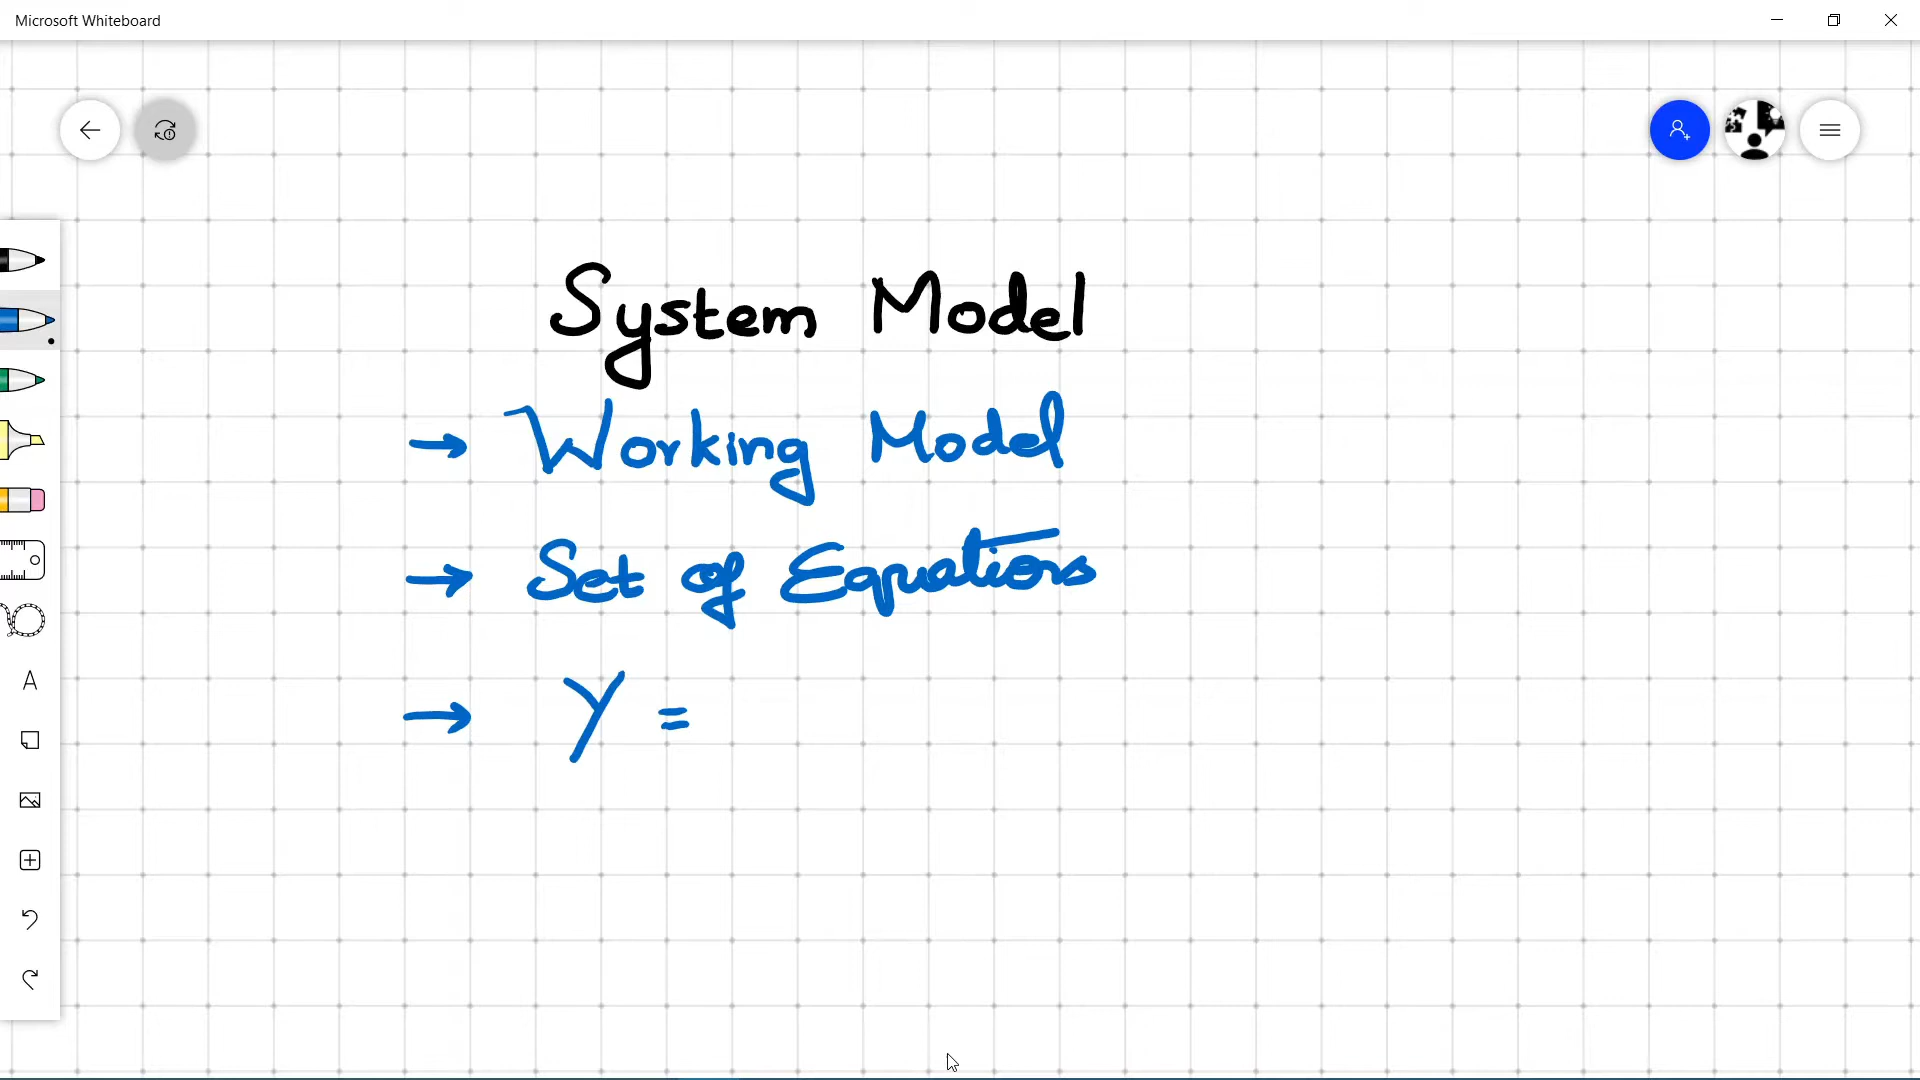 Microsoft Whiteboard
System Model
→ Working Model
→ Set of Equations
→ Y =
A